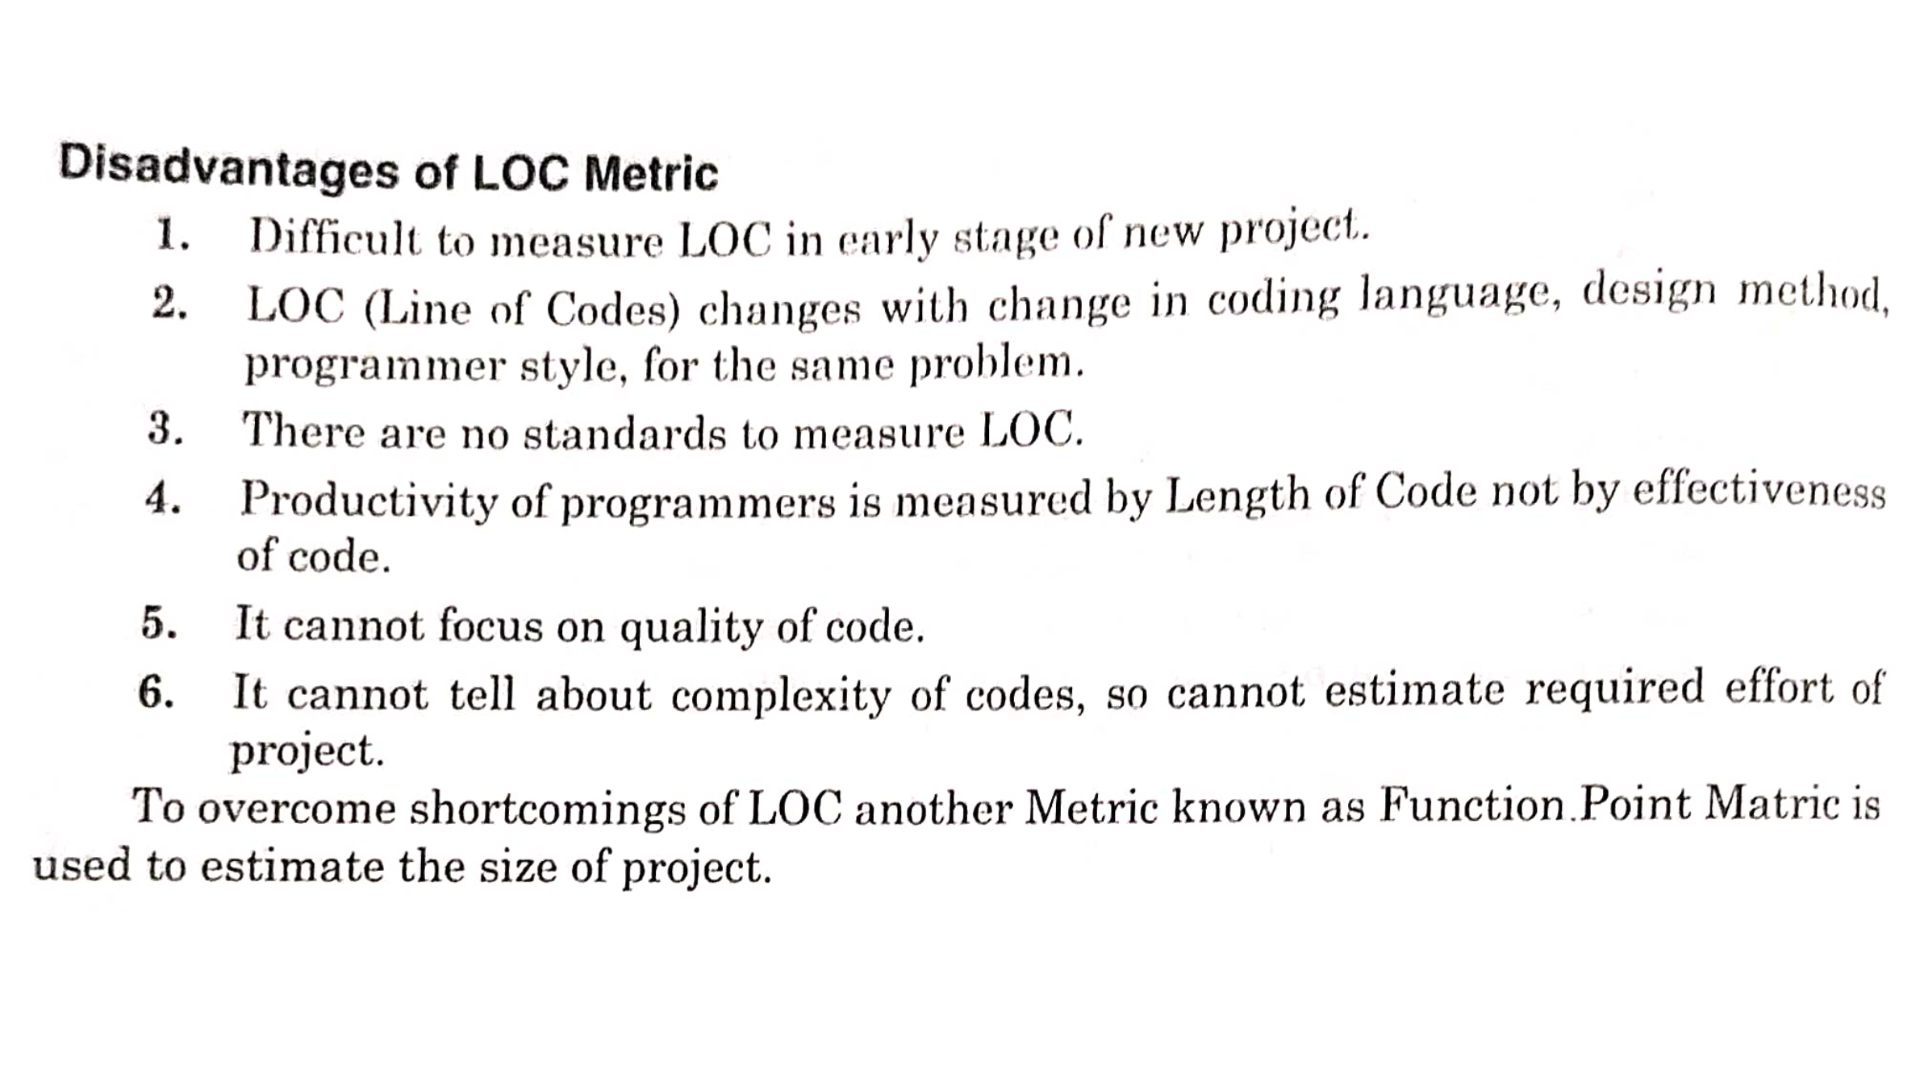 Disadvantages of LOC Metric
1. Difficult to measure LOC in early stage of new project.
2. LOC (Line of Codes) changes with change in coding language, design method,
programmer style, for the same problem.
3. There are no standards to measure LOC.
4. Productivity of programmers is measured by Length of Code not by effectiveness
of code.
5. It cannot focus on quality of code.
6. It cannot tell about complexity of codes, so cannot estimate required effort of
project.
To overcome shortcomings of LOC another Metric known as Function.Point Matric is
used to estimate the size of project.